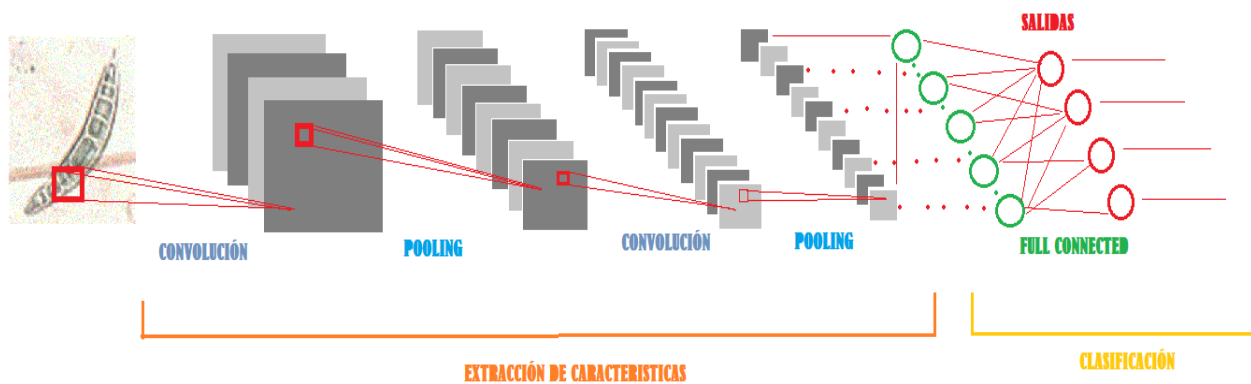 SALIDAS
CONVOLUCIÓN
POOLING
CONVOLUCIÓN
POOLING
FULL CONNECTED
EXTRACCIÓN DE CARACTERISTICAS
CLASIFICACIÓN